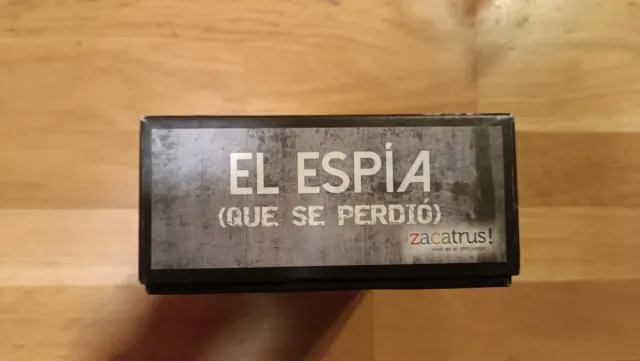 EL ESPÍA
(QUE SE PERDIÓ)
zacatrus!